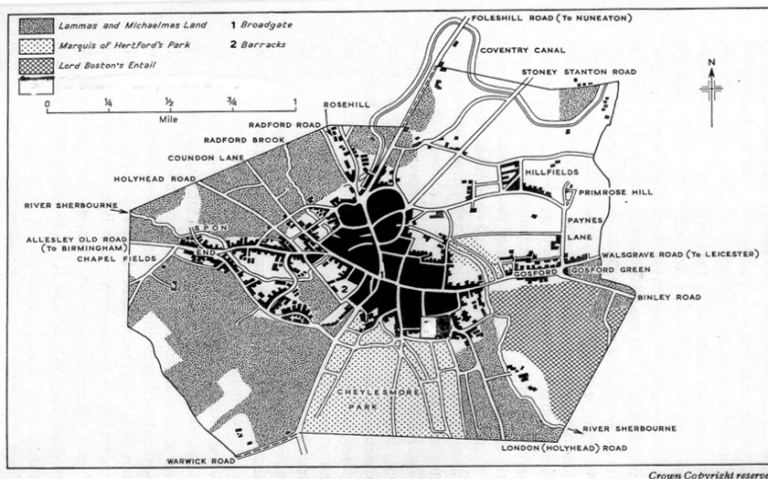 Lammas and Michaelmas Land
1 Broadgate
Marquis of Hertford's Park
2 Barracks
Lord Boston's Entail
0 ¼ ½ ¾ 1
Mile
FOLESHILL ROAD (To NUNEATON)
COVENTRY CANAL
STONEY STANTON ROAD
N
ROSEHILL
RADFORD ROAD
RADFORD BROOK
COUNDON LANE
HOLYHEAD ROAD
HILLFIELDS
PRIMROSE HILL
RIVER SHERBOURNE
PAYNES
LANE
SPON
END
ALLESLEY OLD ROAD
(To BIRMINGHAM)
CHAPEL FIELDS
WALSGRAVE ROAD (To LEICESTER)
GOSFORD
GOSFORD GREEN
1
2
BINLEY ROAD
CHEYLESMORE
PARK
RIVER SHERBOURNE
LONDON (HOLYHEAD) ROAD
WARWICK ROAD
Crown Copyright reserve